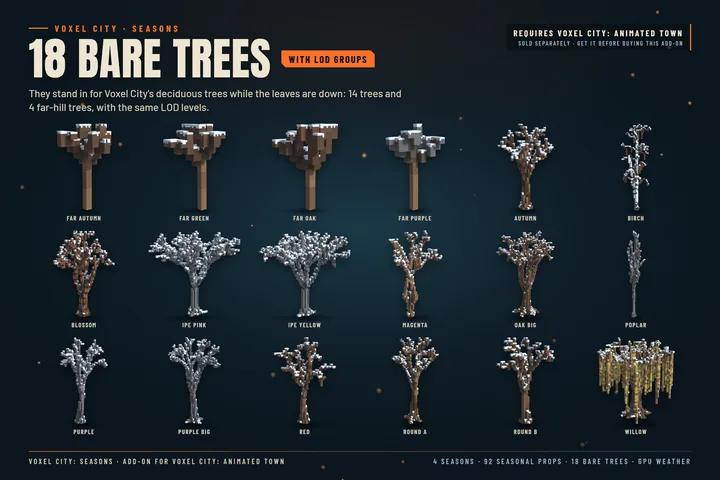 VOXEL CITY · SEASONS
18 BARE TREES
WITH LOD GROUPS
REQUIRES VOXEL CITY: ANIMATED TOWN
SOLD SEPARATELY · GET IT BEFORE BUYING THIS ADD-ON
They stand in for Voxel City's deciduous trees while the leaves are down: 14 trees and
4 far-hill trees, with the same LOD levels.
FAR AUTUMN
FAR GREEN
FAR OAK
FAR PURPLE
AUTUMN
BIRCH
BLOSSOM
IPE PINK
IPE YELLOW
MAGENTA
OAK BIG
POPLAR
PURPLE
PURPLE BIG
RED
ROUND A
ROUND B
WILLOW
VOXEL CITY: SEASONS · ADD-ON FOR VOXEL CITY: ANIMATED TOWN
4 SEASONS · 92 SEASONAL PROPS · 18 BARE TREES · GPU WEATHER